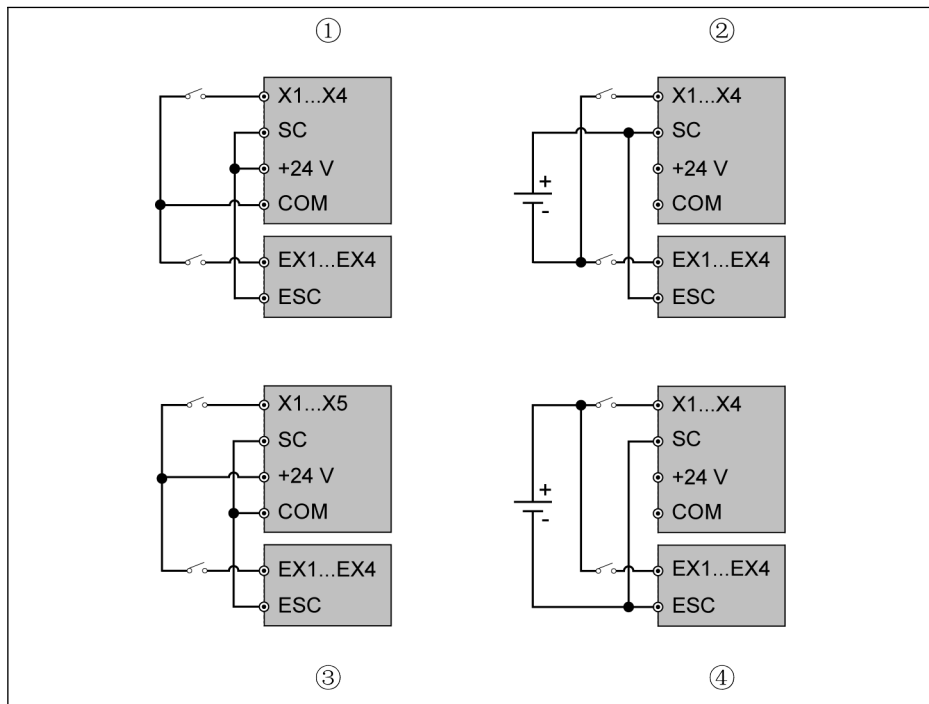 ① ②
X1...X4
SC
+24 V
COM
EX1...EX4
ESC
X1...X4
SC
+24 V
COM
EX1...EX4
ESC
+
-
X1...X5
SC
+24 V
COM
EX1...EX4
ESC
X1...X4
SC
+24 V
COM
EX1...EX4
ESC
+
-
③ ④